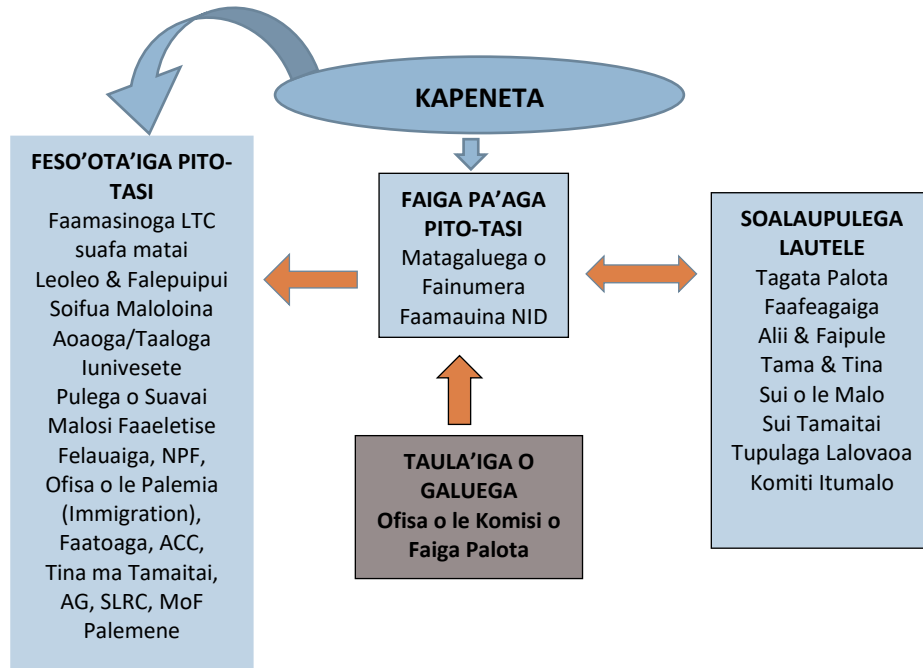 KAPENETA
FESO’OTA’IGA PITO-
TASI
Faamasinoga LTC
suafa matai
Leoleo & Falepuipui
Soifua Maloloina
Aoaoga/Taaloga
Iunivesete
Pulega o Suavai
Malosi Faaeletise
Felauaiga, NPF,
Ofisa o le Palemia
(Immigration),
Faatoaga, ACC,
Tina ma Tamaitai,
AG, SLRC, MoF
Palemene
FAIGA PA’AGA
PITO-TASI
Matagaluega o
Fainumera
Faamauina NID
TAULA’IGA O
GALUEGA
Ofisa o le Komisi o
Faiga Palota
SOALAUPULEGA
LAUTELE
Tagata Palota
Faafeagaiga
Alii & Faipule
Tama & Tina
Sui o le Malo
Sui Tamaitai
Tupulaga Lalovaoa
Komiti Itumalo